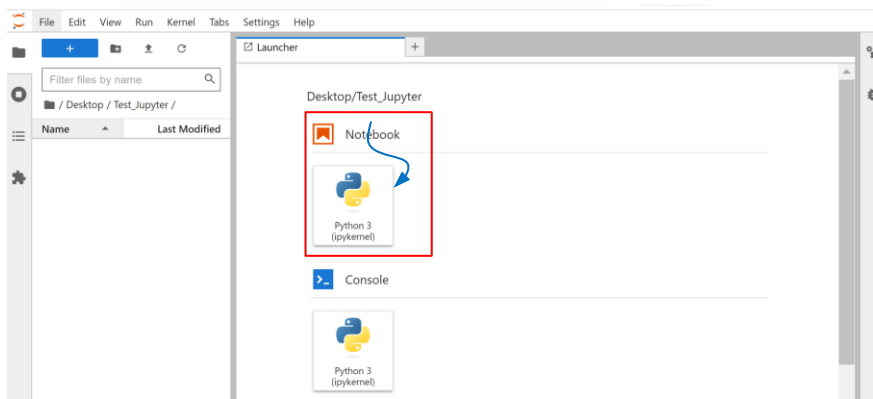 File Edit View Run Kernel Tabs Settings Help
+
Launcher
+
Filter files by name
/ Desktop / Test_Jupyter /
Name Last Modified
Desktop/Test_Jupyter
Notebook
Python 3
(ipykernel)
Console
Python 3
(ipykernel)